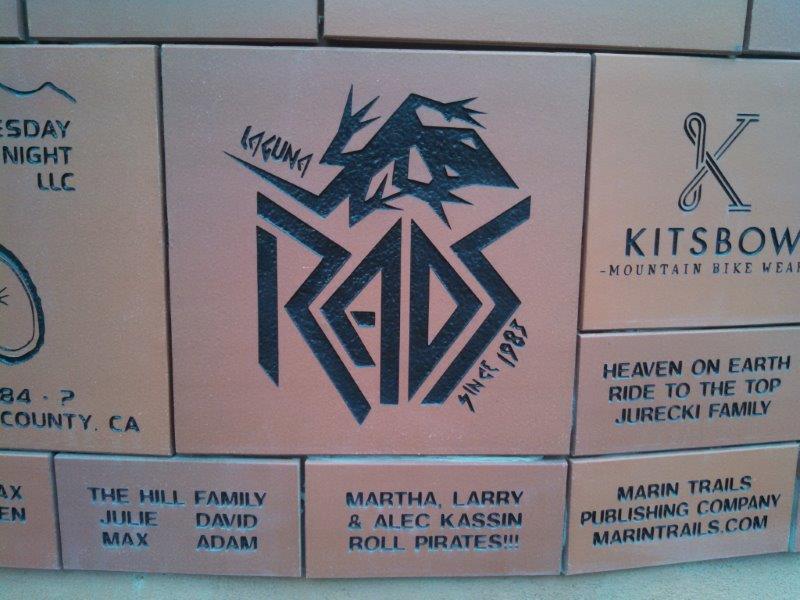 ESDAY
NIGHT
LLC
84 - ?
COUNTY, CA
LAGUNA
RADS
SINCE 1983
K
KITSBOW
-MOUNTAIN BIKE WEAR
HEAVEN ON EARTH
RIDE TO THE TOP
JURECKI FAMILY
AX
EN
THE HILL FAMILY
JULIE DAVID
MAX ADAM
MARTHA, LARRY
& ALEC KASSIN
ROLL PIRATES!!!
MARIN TRAILS
PUBLISHING COMPANY
MARINTRAILS.COM